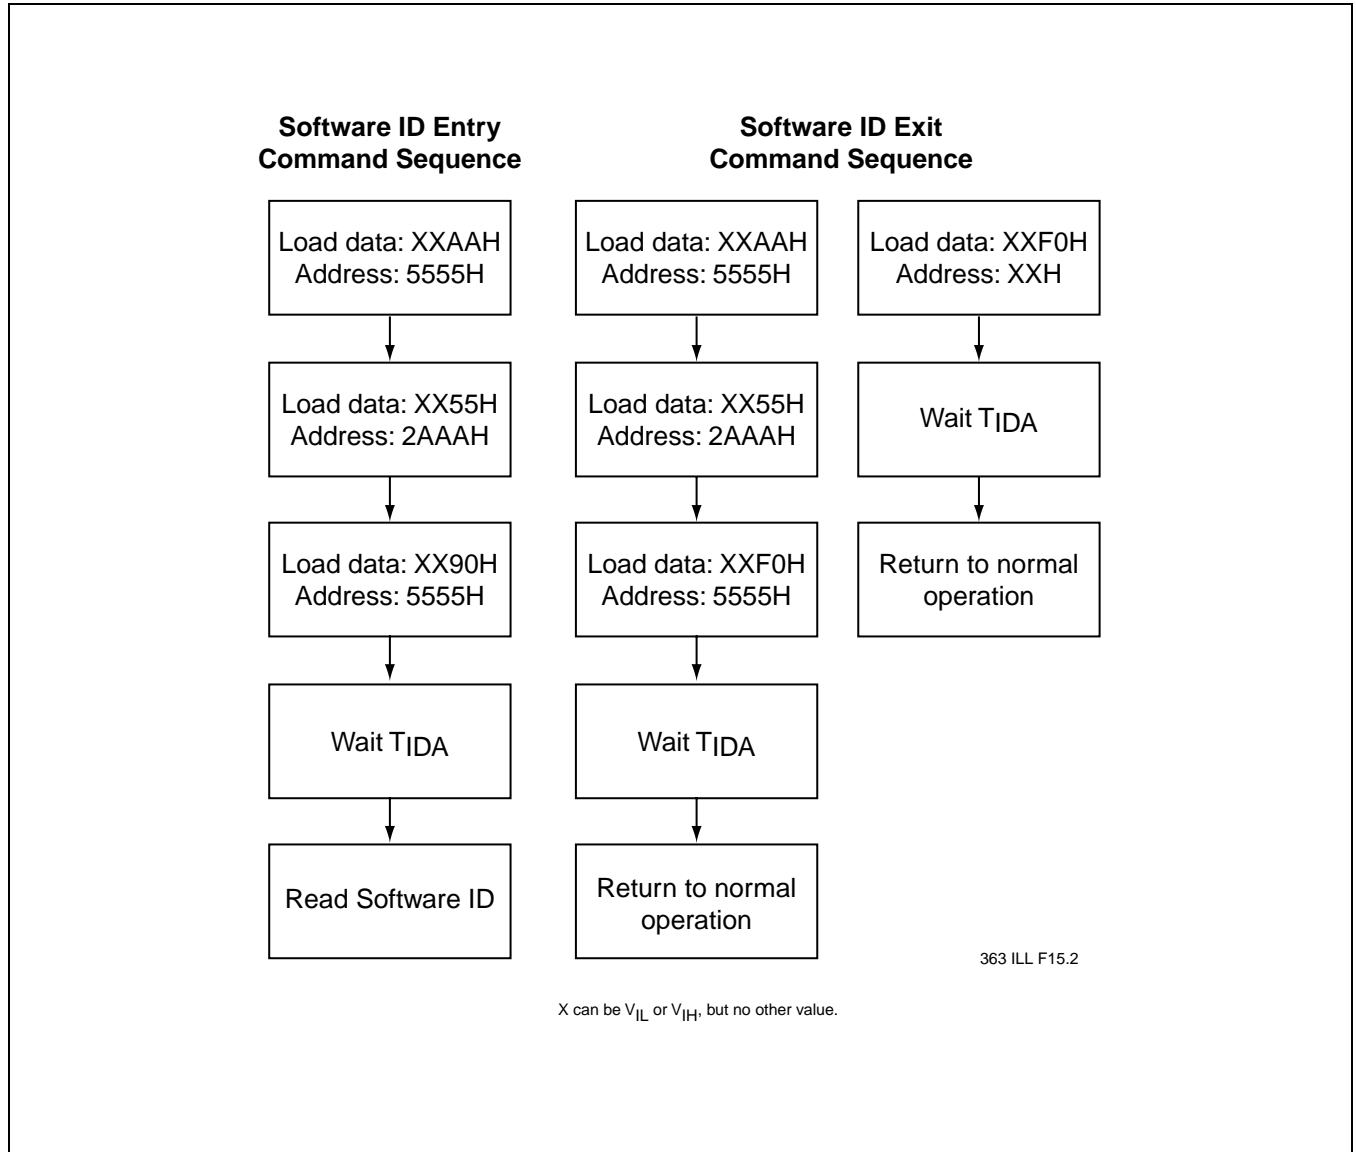 Software ID Entry
Command Sequence
Load data: XXAAH
Address: 5555H
Load data: XX55H
Address: 2AAAH
Load data: XX90H
Address: 5555H
Wait TIDA
Read Software ID
Software ID Exit
Command Sequence
Load data: XXAAH
Address: 5555H
Load data: XX55H
Address: 2AAAH
Load data: XXF0H
Address: 5555H
Wait TIDA
Return to normal
operation
Load data: XXF0H
Address: XXH
Wait TIDA
Return to normal
operation
363 ILL F15.2
X can be VIL or VIH, but no other value.